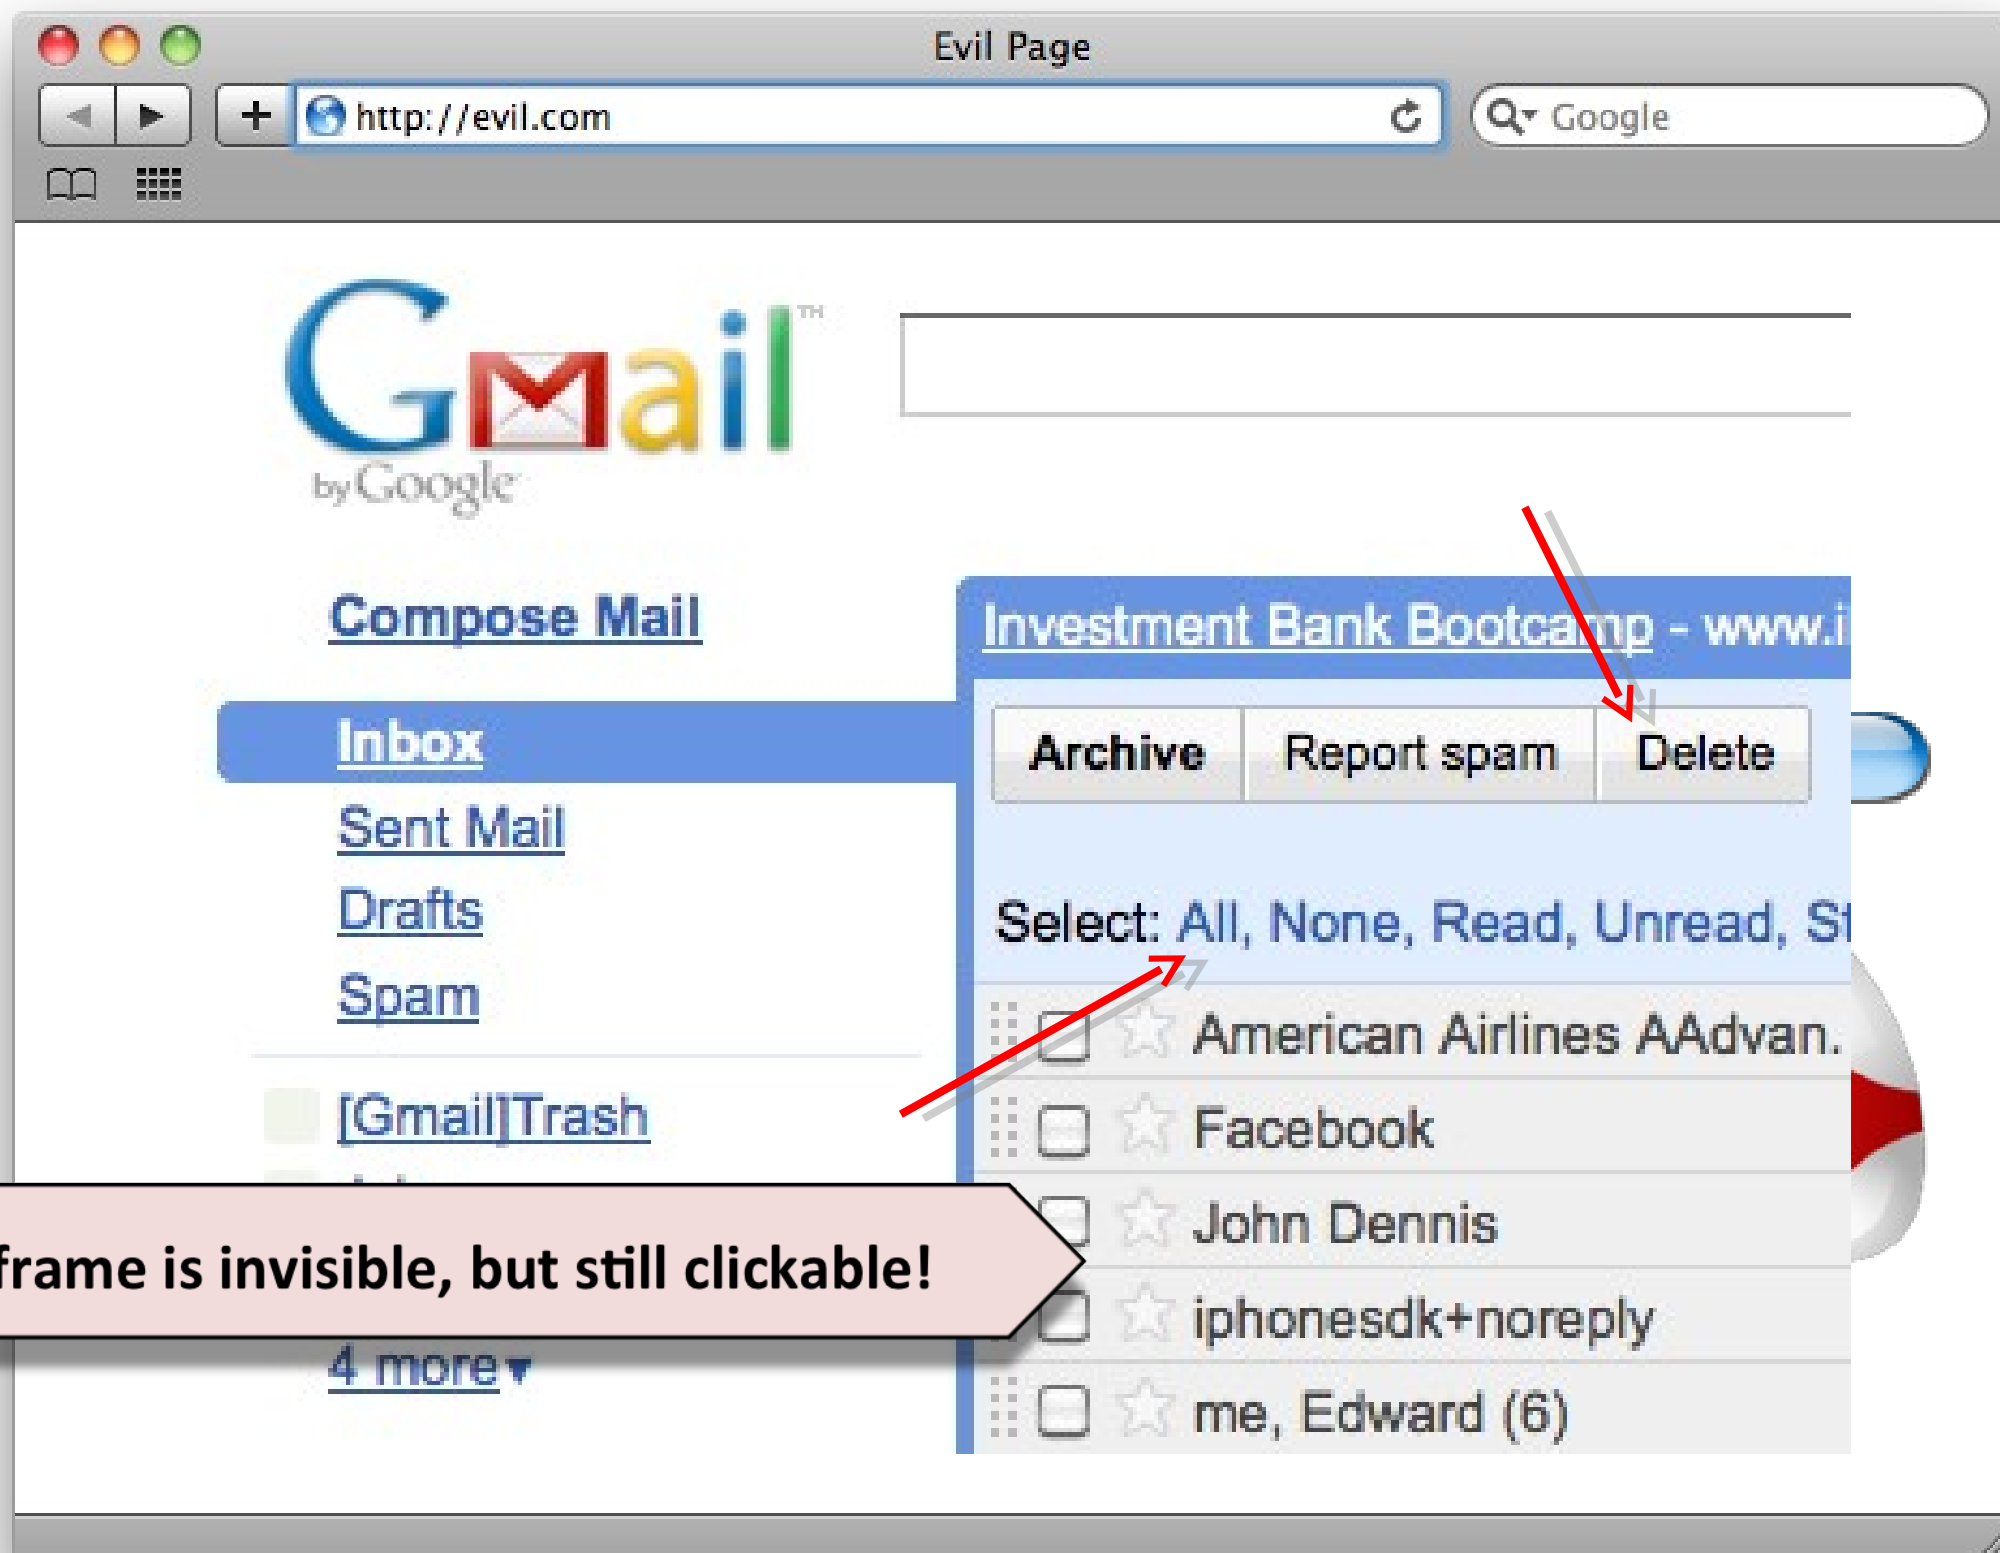 Evil Page
http://evil.com
Google
Gmail™
by Google
Compose Mail
Investment Bank Bootcamp - www.i
Inbox
Archive
Report spam
Delete
Sent Mail
Drafts
Select: All, None, Read, Unread, St
Spam
American Airlines AAdvan.
[Gmail]Trash
Facebook
John Dennis
frame is invisible, but still clickable!
iphonesdk+noreply
4 more▾
me, Edward (6)